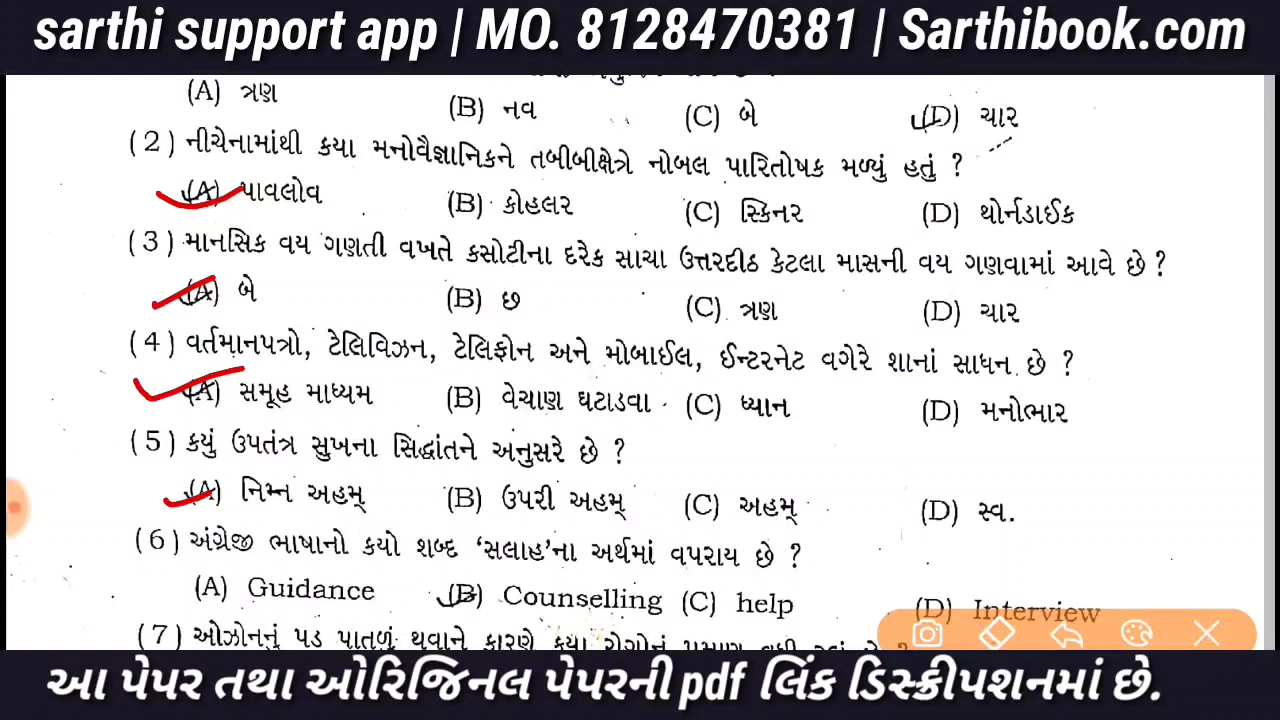 sarthi support app | MO. 8128470381 | Sarthibook.com
(A) ત્રણ (B) નવ (C) બે (D) ચાર
(2) નીચેનામાંથી કયા મનોવૈજ્ઞાનિકને તબીબીક્ષેત્રે નોબલ પારિતોષક મળ્યું હતું ?
(A) પાવલોવ (B) કોહલર (C) સ્કિનર (D) થોર્નડાઈક
(3) માનસિક વય ગણતી વખતે કસોટીના દરેક સાચા ઉત્તરદીઠ કેટલા માસની વય ગણવામાં આવે છે ?
(A) બે (B) છ (C) ત્રણ (D) ચાર
(4) વર્તમાનપત્રો, ટેલિવિઝન, ટેલિફોન અને મોબાઈલ, ઈન્ટરનેટ વગેરે શાનાં સાધન છે ?
(A) સમૂહ માધ્યમ (B) વેચાણ ઘટાડવા (C) ધ્યાન (D) મનોભાર
(5) કયું ઉપતંત્ર સુખના સિદ્ધાંતને અનુસરે છે ?
(A) નિમ્ન અહમ્ (B) ઉપરી અહમ્ (C) અહમ્ (D) સ્વ.
(6) અંગ્રેજી ભાષાનો કયો શબ્દ ‘સલાહ’ના અર્થમાં વપરાય છે ?
(A) Guidance (B) Counselling (C) help (D) Interview
(7) ઓઝોનનું પડ પાતળું થવાને કારણે કયા રોગોનું પ્રમાણ
આ પેપર તથા ઓરિજિનલ પેપરની pdf લિંક ડિસ્ક્રીપશનમાં છે.